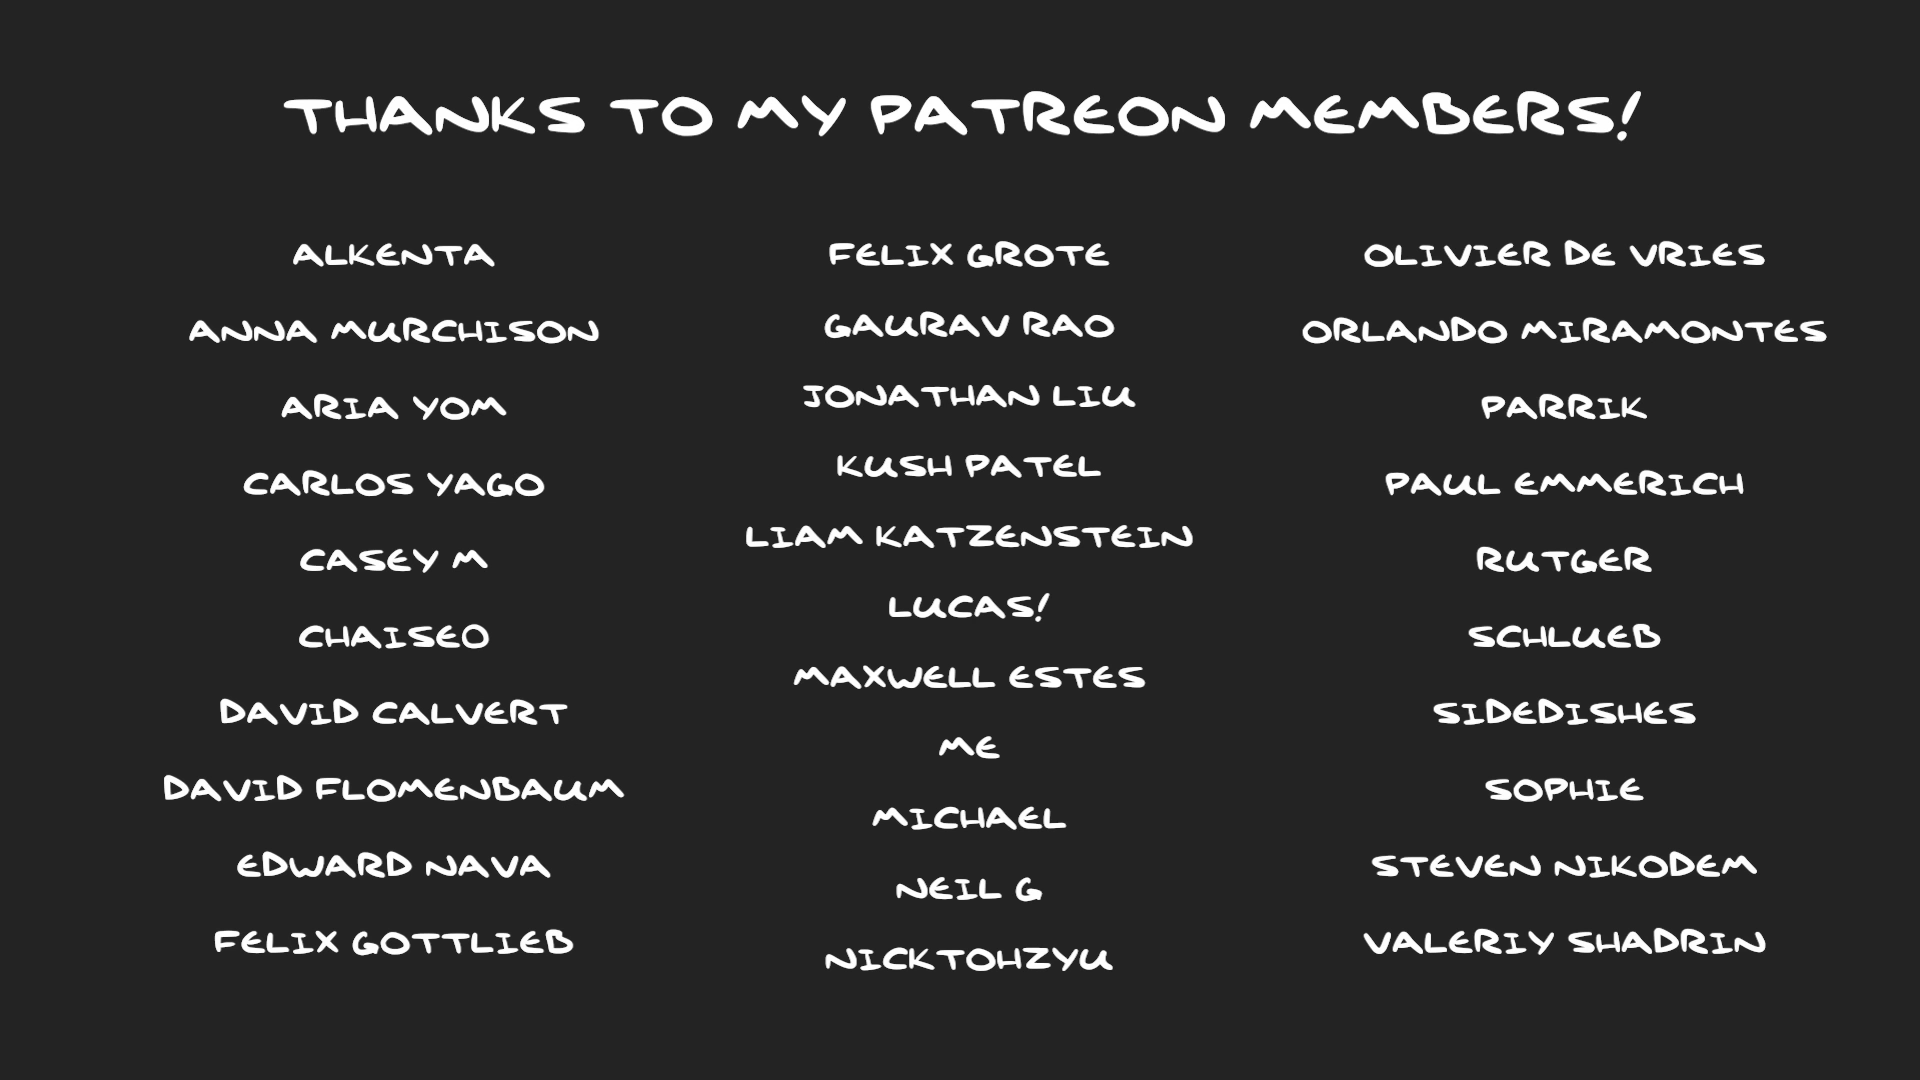 THANKS TO MY PATREON MEMBERS!
ALKENTA
ANNA MURCHISON
ARIA YOM
CARLOS YAGO
CASEY M
CHAISEO
DAVID CALVERT
DAVID FLOMENBAUM
EDWARD NAVA
FELIX GOTTLIEB
FELIX GROTE
GAURAV RAO
JONATHAN LIU
KUSH PATEL
LIAM KATZENSTEIN
LUCAS!
MAXWELL ESTES
ME
MICHAEL
NEIL G
NICKTOHZYU
OLIVIER DE VRIES
ORLANDO MIRAMONTES
PARRIK
PAUL EMMERICH
RUTGER
SCHLUEB
SIDEDISHES
SOPHIE
STEVEN NIKODEM
VALERIY SHADRIN